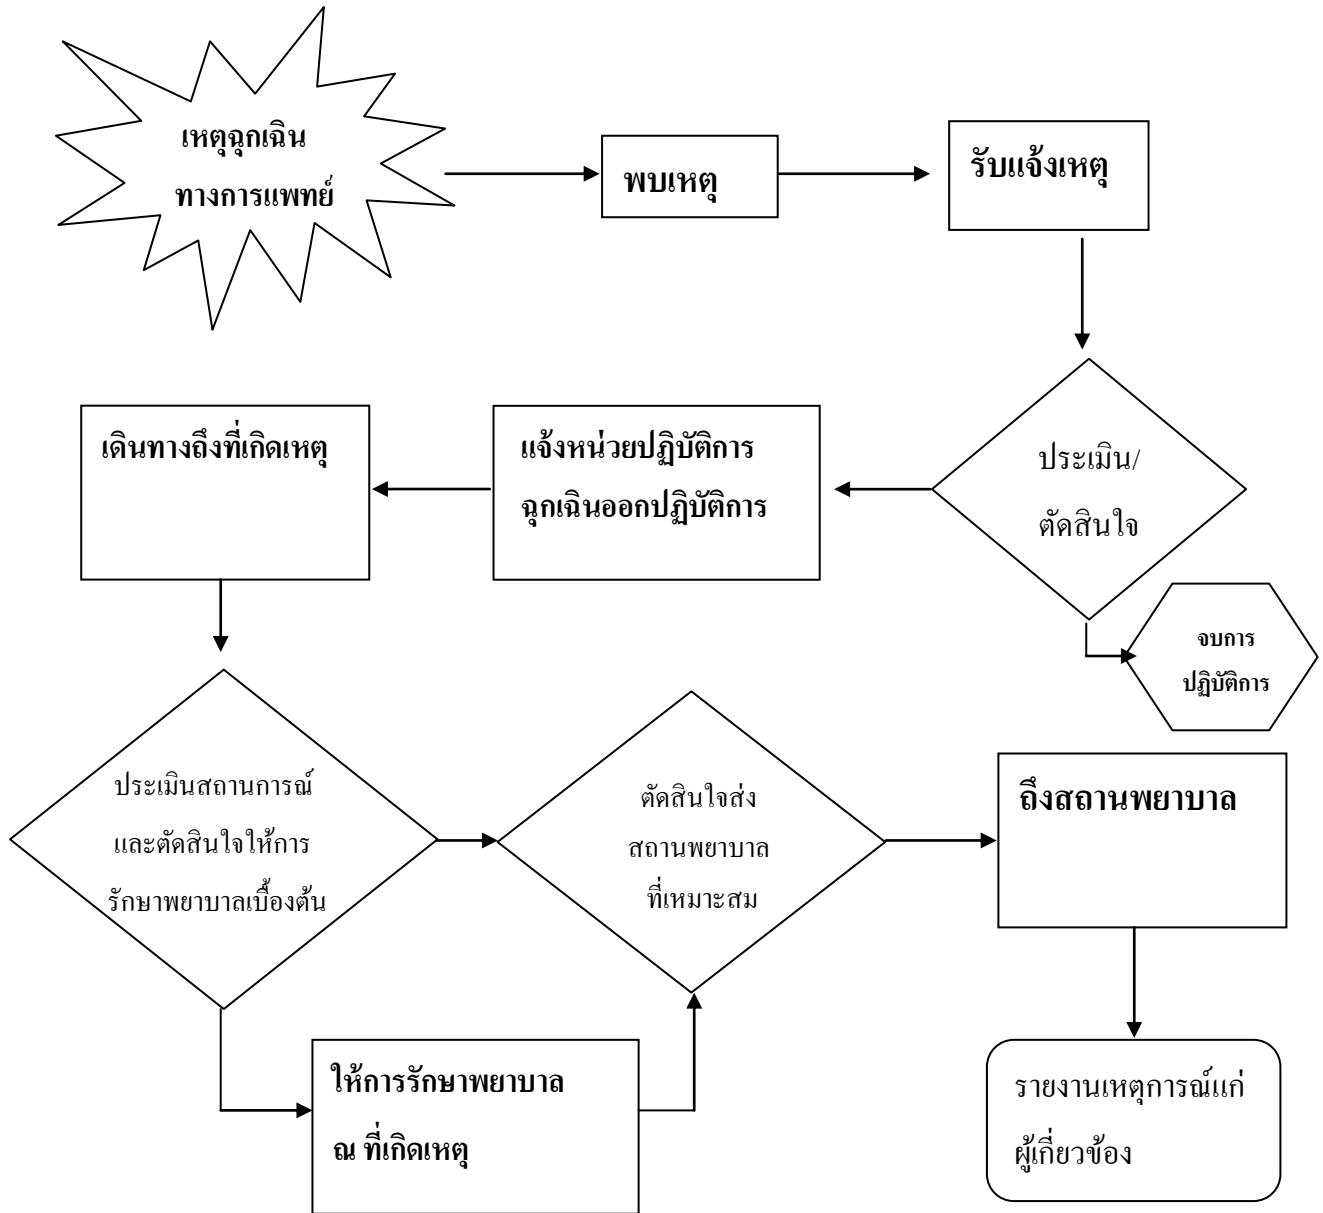 เหตุฉุกเฉิน
ทางการแพทย์
พบเหตุ
รับแจ้งเหตุ
ประเมิน/
ตัดสินใจ
จบการ
ปฏิบัติการ
แจ้งหน่วยปฏิบัติการ
ฉุกเฉินออกปฏิบัติการ
เดินทางถึงที่เกิดเหตุ
ประเมินสถานการณ์
และตัดสินใจให้การ
รักษาพยาบาลเบื้องต้น
ให้การรักษาพยาบาล
ณ ที่เกิดเหตุ
ตัดสินใจส่ง
สถานพยาบาล
ที่เหมาะสม
ถึงสถานพยาบาล
รายงานเหตุการณ์แก่
ผู้เกี่ยวข้อง